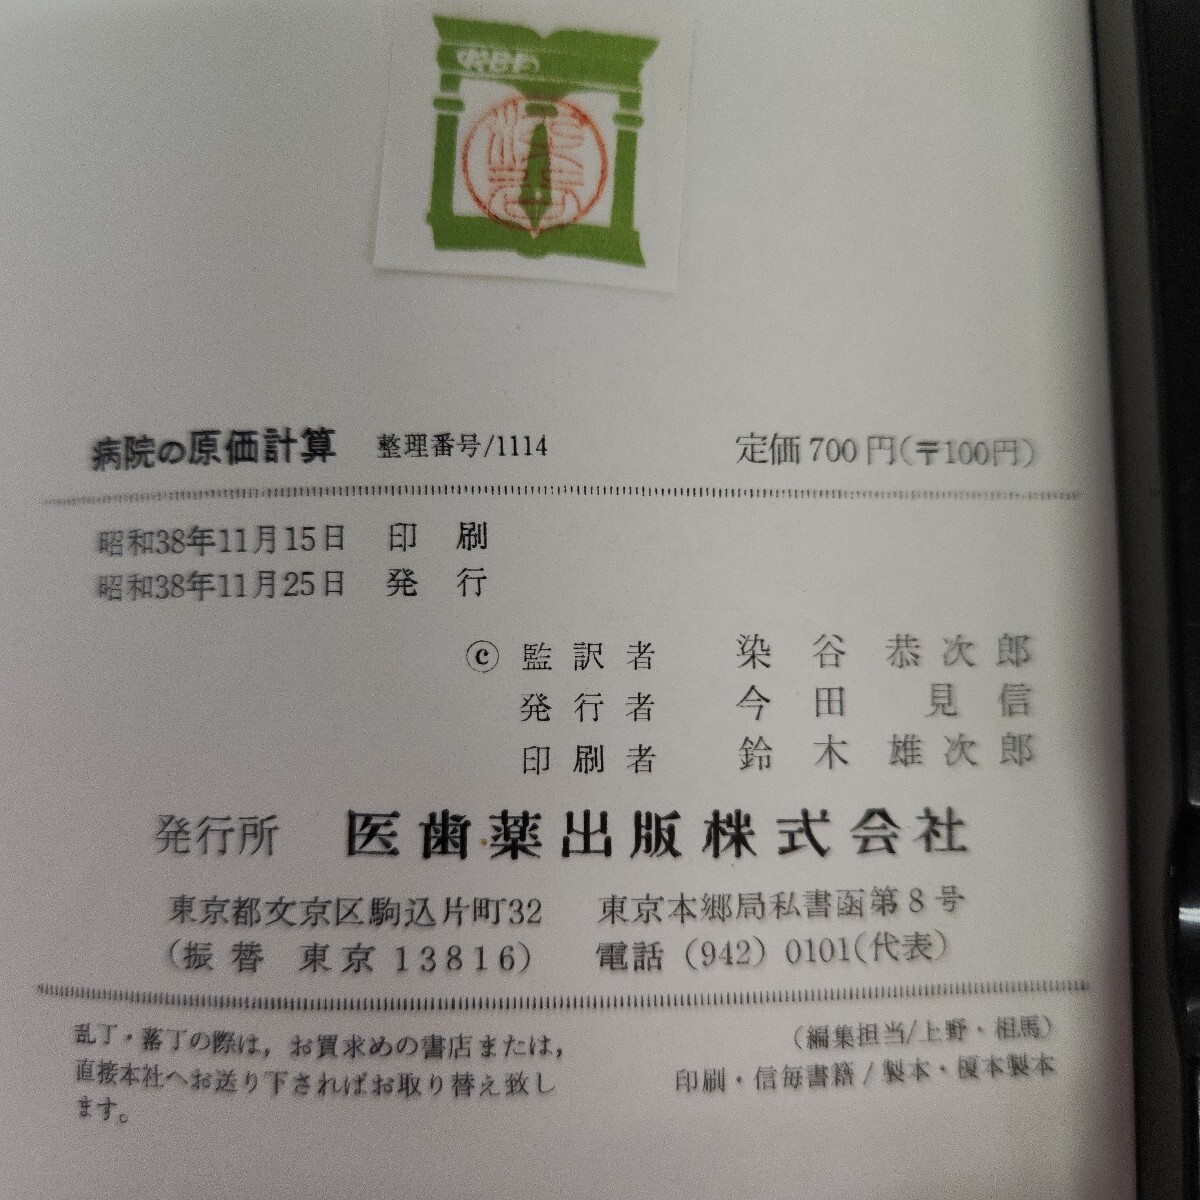 病院の原価計算 整理番号/1114 定価700円(〒100円)
昭和38年11月15日 印 刷
昭和38年11月25日 発 行
ⓒ 監訳者 染谷恭次郎
発行者 今田見信
印刷者 鈴木雄次郎
発行所 医歯薬出版株式会社
東京都文京区駒込片町32 東京本郷局私書函第8号
(振替 東京 13816) 電話 (942) 0101(代表)
乱丁・落丁の際は，お買求めの書店または，
直接本社へお送り下さればお取り替え致し
ます。
(編集担当/上野・相馬)
印刷・信毎書籍/製本・榎本製本